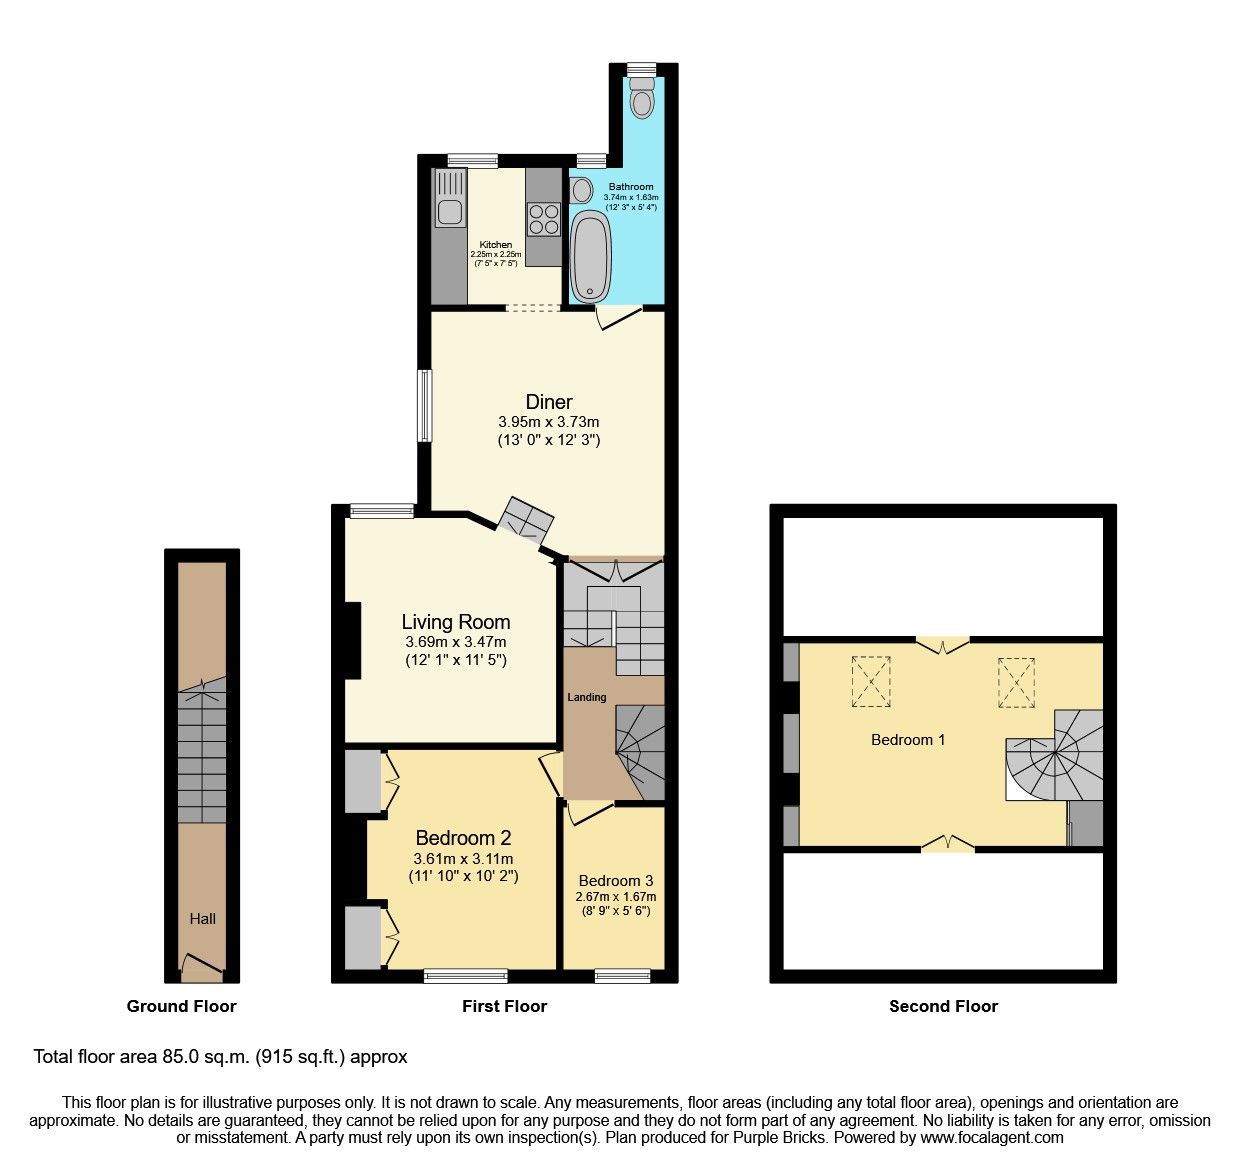 Bathroom
3.74m x 1.63m
(12' 3" x 5' 4")
Kitchen
2.25m x 2.25m
(7' 5" x 7' 5")
Diner
3.95m x 3.73m
(13' 0" x 12' 3")
Living Room
3.69m x 3.47m
(12' 1" x 11' 5")
Landing
Bedroom 1
Bedroom 2
3.61m x 3.11m
(11' 10" x 10' 2")
Bedroom 3
2.67m x 1.67m
(8' 9" x 5' 6")
Hall
Ground Floor
First Floor
Second Floor
Total floor area 85.0 sq.m. (915 sq.ft.) approx
This floor plan is for illustrative purposes only. It is not drawn to scale. Any measurements, floor areas (including any total floor area), openings and orientation are
approximate. No details are guaranteed, they cannot be relied upon for any purpose and they do not form part of any agreement. No liability is taken for any error, omission
or misstatement. A party must rely upon its own inspection(s). Plan produced for Purple Bricks. Powered by www.focalagent.com